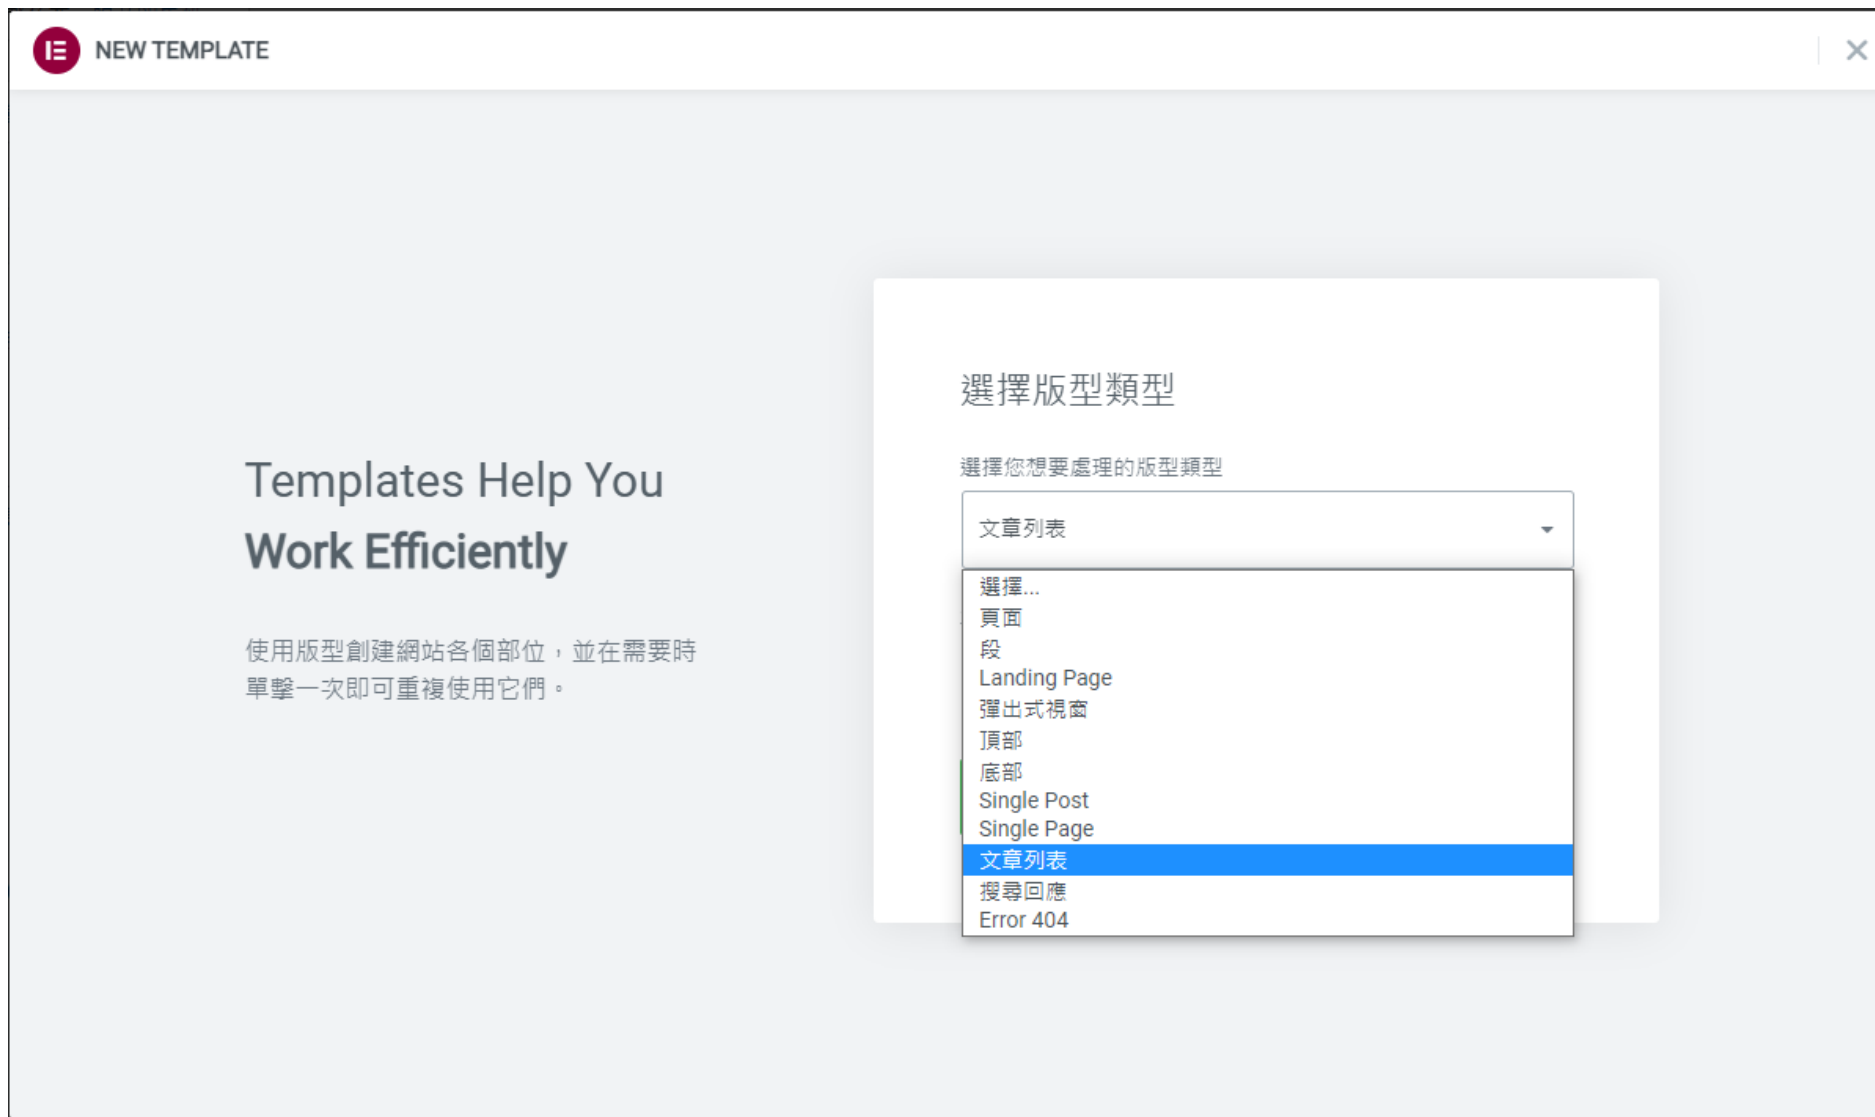 NEW TEMPLATE
Templates Help You
Work Efficiently
使用版型創建網站各個部位，並在需要時
單擊一次即可重複使用它們。
選擇版型類型
選擇您想要處理的版型類型
文章列表
選擇...
頁面
段
Landing Page
彈出式視窗
頂部
底部
Single Post
Single Page
文章列表
搜尋回應
Error 404